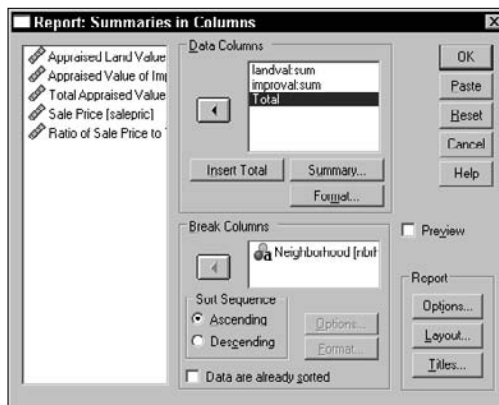 Report: Summaries in Columns
Appraised Land Value
Appraised Value of Imp
Total Appraised Value
Sale Price [salepric]
Ratio of Sale Price to
Data Columns
landval:sum
improval:sum
Total
Insert Total
Summary...
Format...
Break Columns
Neighborhood [nbrh
Sort Sequence
Ascending
Descending
Options...
Format...
Data are already sorted
OK
Paste
Reset
Cancel
Help
Preview
Report
Options...
Layout...
Titles...